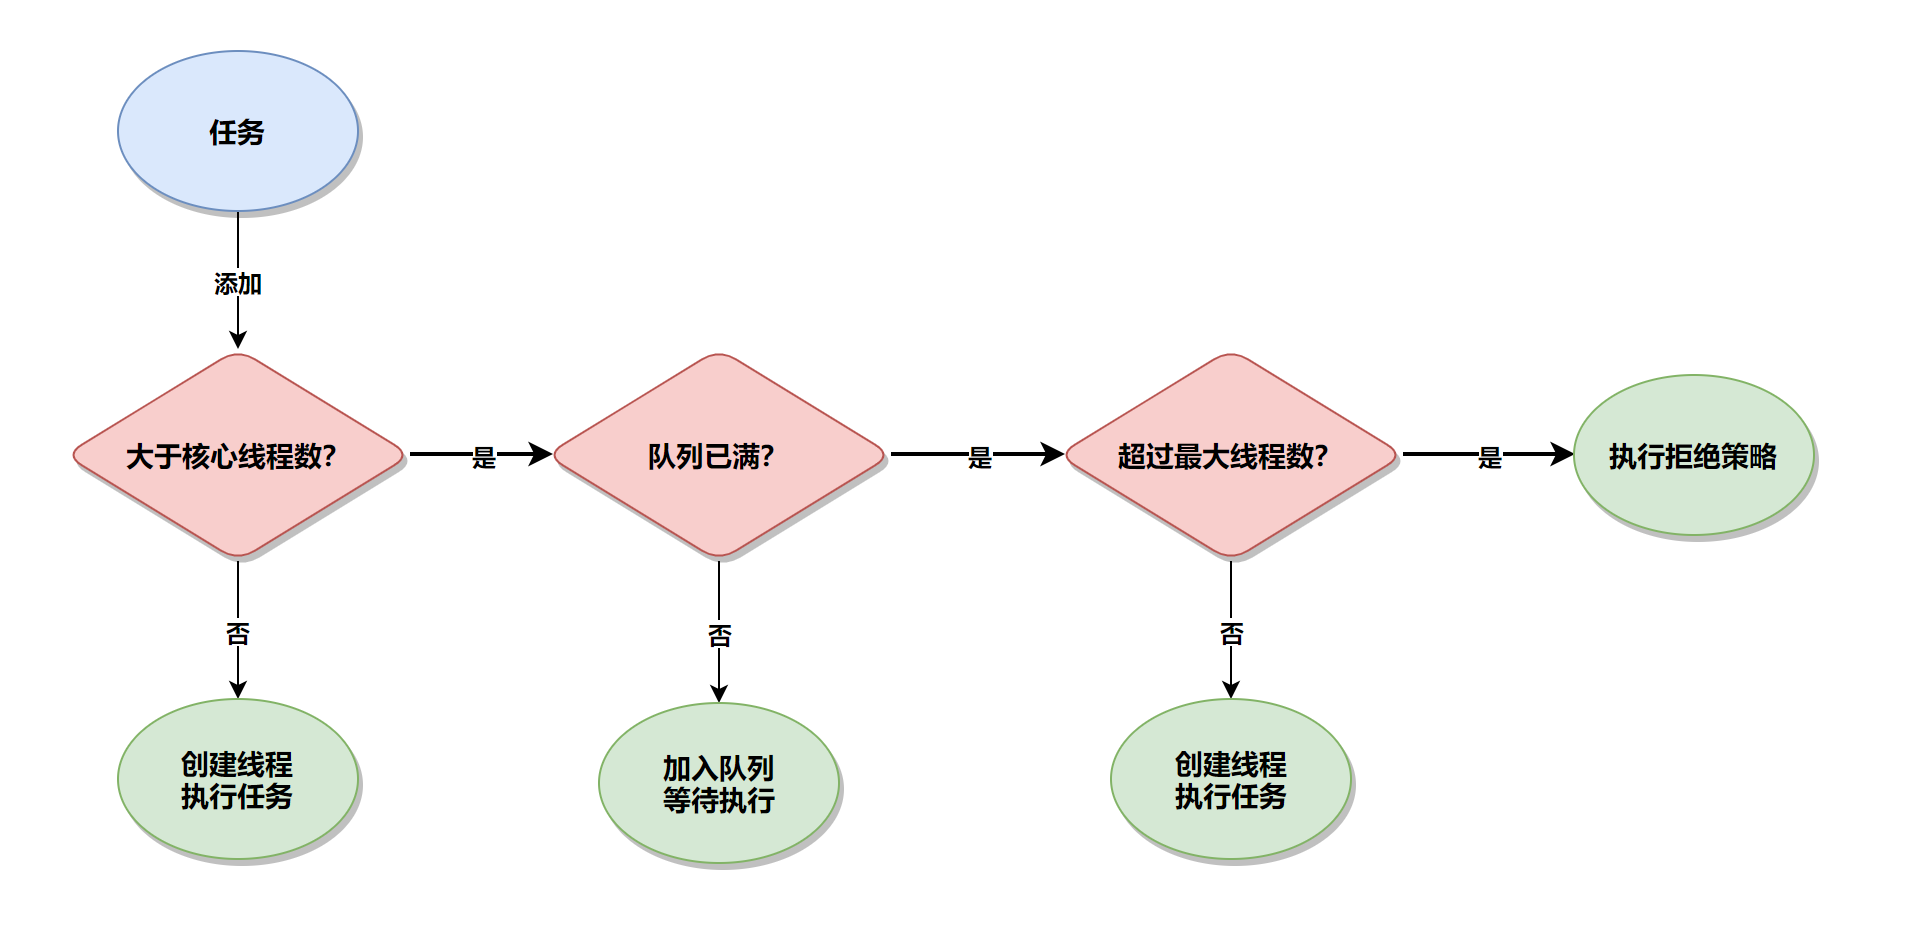 任务
添加
大于核心线程数?
是
队列已满?
是
超过最大线程数?
是
执行拒绝策略
否
否
否
创建线程
执行任务
加入队列
等待执行
创建线程
执行任务